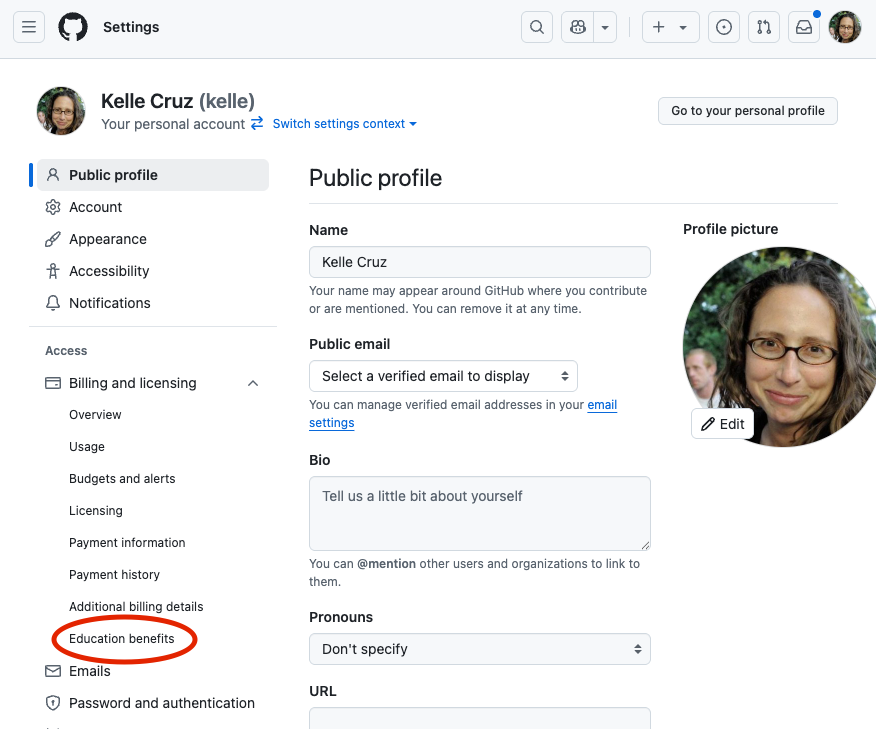 Settings
Kelle Cruz (kelle)
Your personal account Switch settings context
Go to your personal profile
Public profile
Account
Appearance
Accessibility
Notifications
Access
Billing and licensing
Overview
Usage
Budgets and alerts
Licensing
Payment information
Payment history
Additional billing details
Education benefits
Emails
Password and authentication
Public profile
Name
Kelle Cruz
Your name may appear around GitHub where you contribute
or are mentioned. You can remove it at any time.
Public email
Select a verified email to display
You can manage verified email addresses in your email
settings
Bio
Tell us a little bit about yourself
You can @mention other users and organizations to link to
them.
Pronouns
Don't specify
URL
Profile picture
Edit